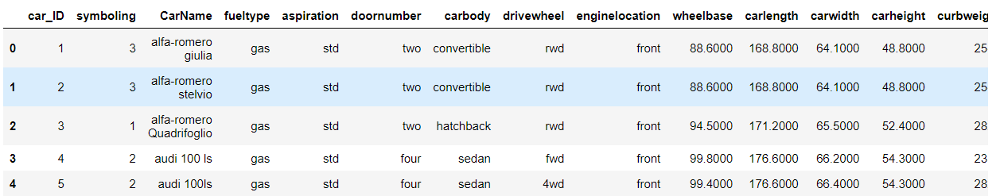 car_ID symboling CarName fueltype aspiration doornumber carbody drivewheel enginelocation wheelbase carlength carwidth carheight curbweig
0 1 3 alfa-romero giulia gas std two convertible rwd front 88.6000 168.8000 64.1000 48.8000 25
1 2 3 alfa-romero stelvio gas std two convertible rwd front 88.6000 168.8000 64.1000 48.8000 25
2 3 1 alfa-romero Quadrifoglio gas std two hatchback rwd front 94.5000 171.2000 65.5000 52.4000 28
3 4 2 audi 100 ls gas std four sedan fwd front 99.8000 176.6000 66.2000 54.3000 23
4 5 2 audi 100ls gas std four sedan 4wd front 99.4000 176.6000 66.4000 54.3000 28